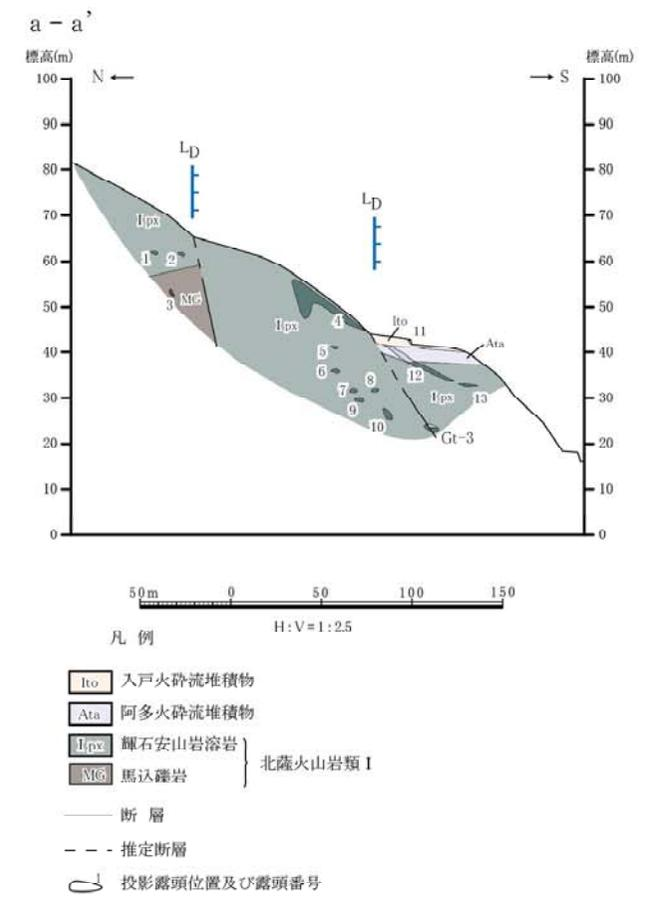 a－a’
標高(m)
標高(m)
N
S
100
100
90
90
80
80
70
70
60
60
50
50
40
40
30
30
20
20
10
10
0
0
LD
LD
Ipx
1
2
3
MG
Ipx
4
5
6
7
8
9
10
Ito
11
Ata
12
Ipx
13
Gt-3
50m 0 50 100 150
H:V=1:2.5
凡 例
Ito 入戸火砕流堆積物
Ata 阿多火砕流堆積物
Ipx 輝石安山岩溶岩
MG 馬込礫岩
北薩火山岩類Ⅰ
断 層
推定断層
1 投影露頭位置及び露頭番号